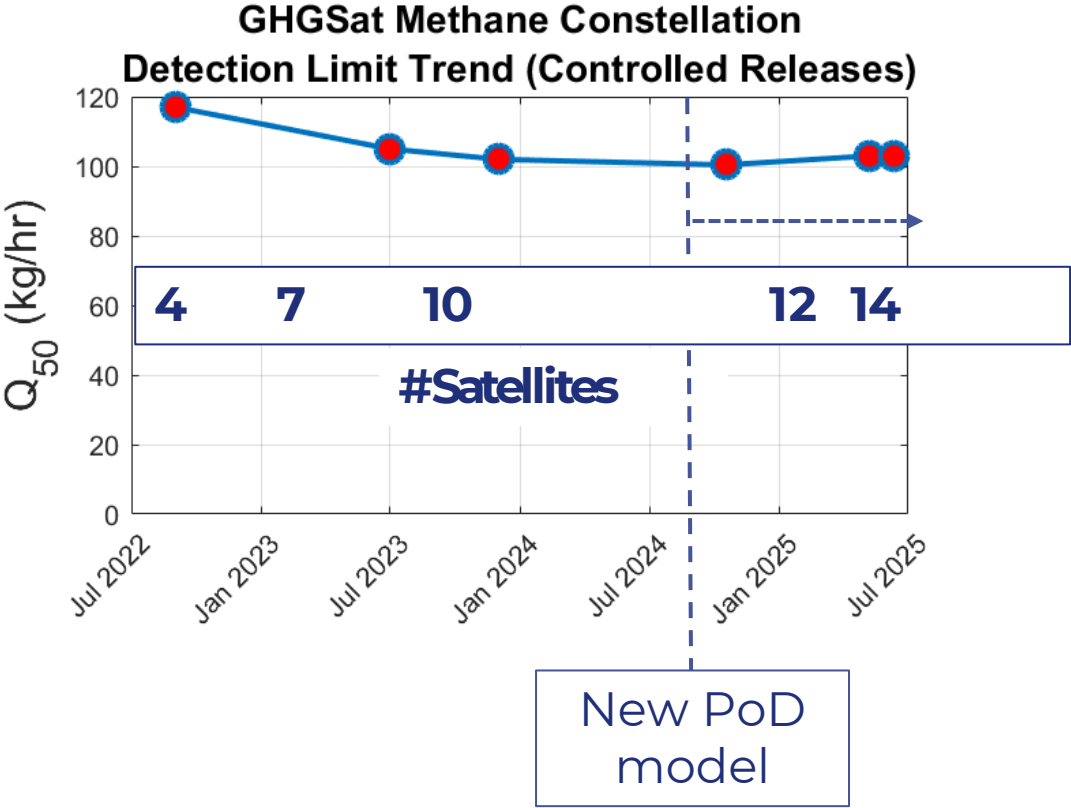 GHGSat Methane Constellation
Detection Limit Trend (Controlled Releases)
120
100
80
60
40
20
0
Q50 (kg/hr)
4 7 10 12 14
#Satellites
Jul 2022
Jan 2023
Jul 2023
Jan 2024
Jul 2024
Jan 2025
Jul 2025
New PoD
model